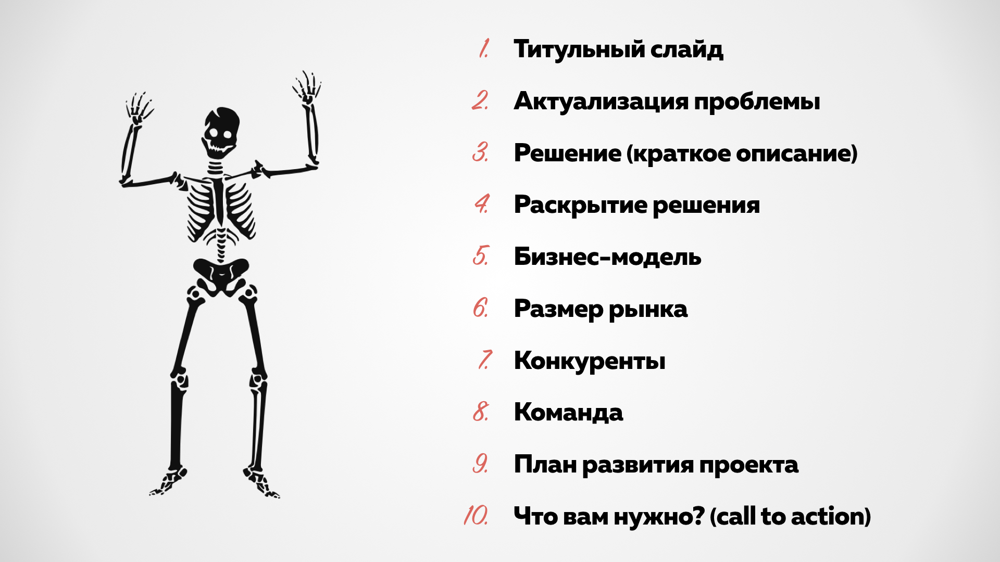 1. Титульный слайд
2. Актуализация проблемы
3. Решение (краткое описание)
4. Раскрытие решения
5. Бизнес-модель
6. Размер рынка
7. Конкуренты
8. Команда
9. План развития проекта
10. Что вам нужно? (call to action)